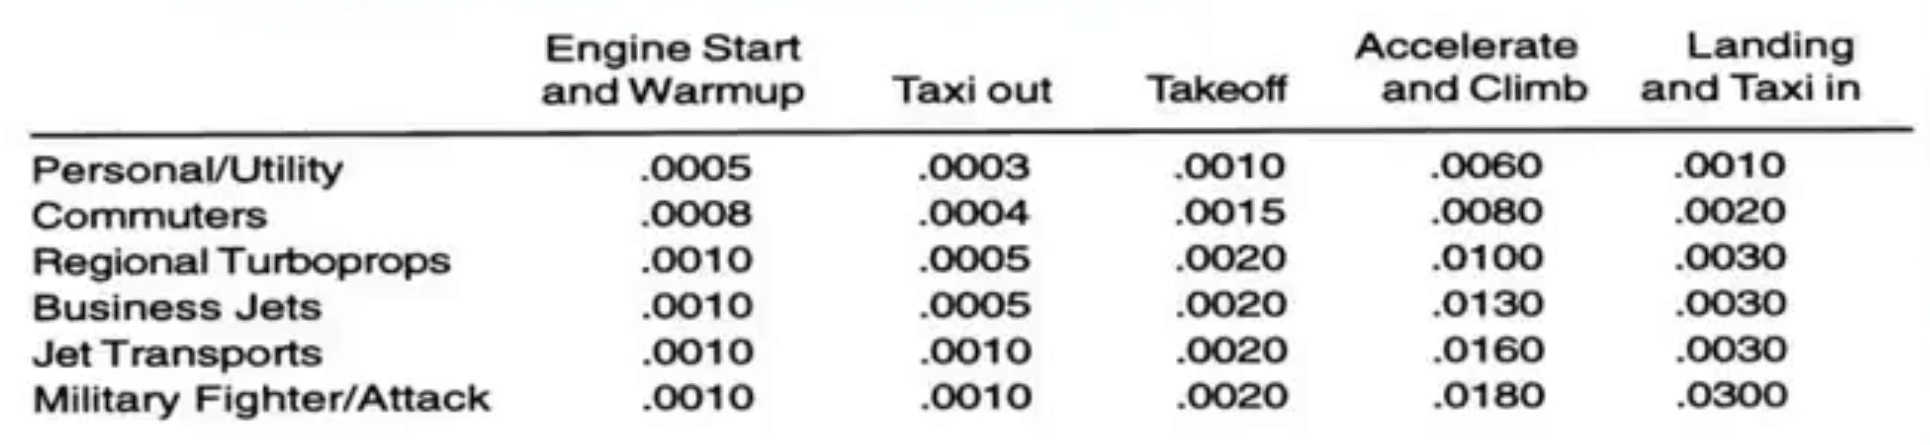 Engine Start and Warmup Taxi out Takeoff Accelerate and Climb Landing and Taxi in
Personal/Utility .0005 .0003 .0010 .0060 .0010
Commuters .0008 .0004 .0015 .0080 .0020
Regional Turboprops .0010 .0005 .0020 .0100 .0030
Business Jets .0010 .0005 .0020 .0130 .0030
Jet Transports .0010 .0010 .0020 .0160 .0030
Military Fighter/Attack .0010 .0010 .0020 .0180 .0300